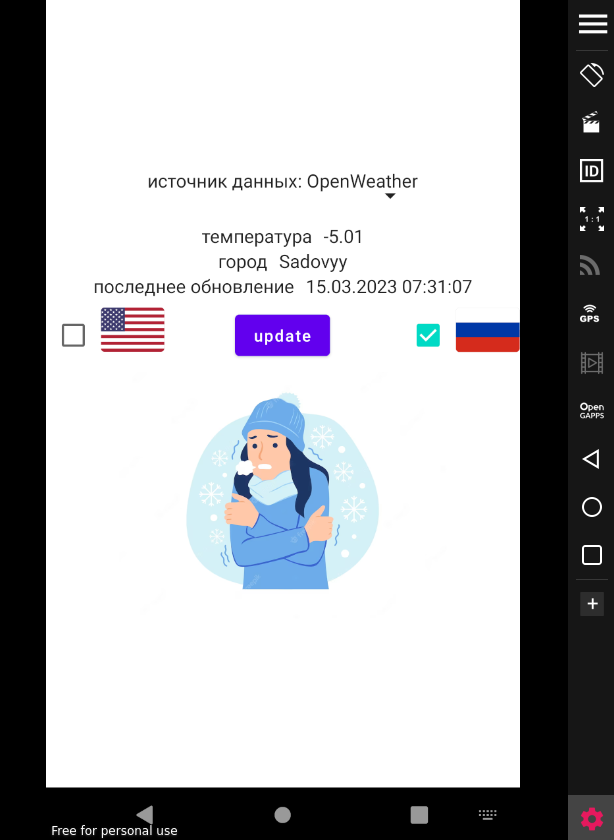 источник данных: OpenWeather
температура -5.01
город Sadovyy
последнее обновление 15.03.2023 07:31:07
update
ID
1 : 1
GPS
Open
GAPPS
Free for personal use